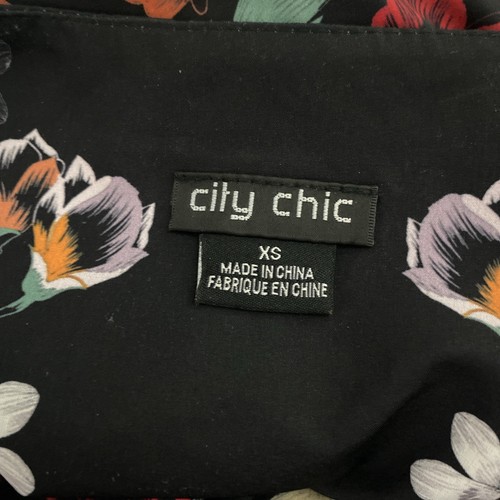 city chic
XS
MADE IN CHINA
FABRIQUE EN CHINE